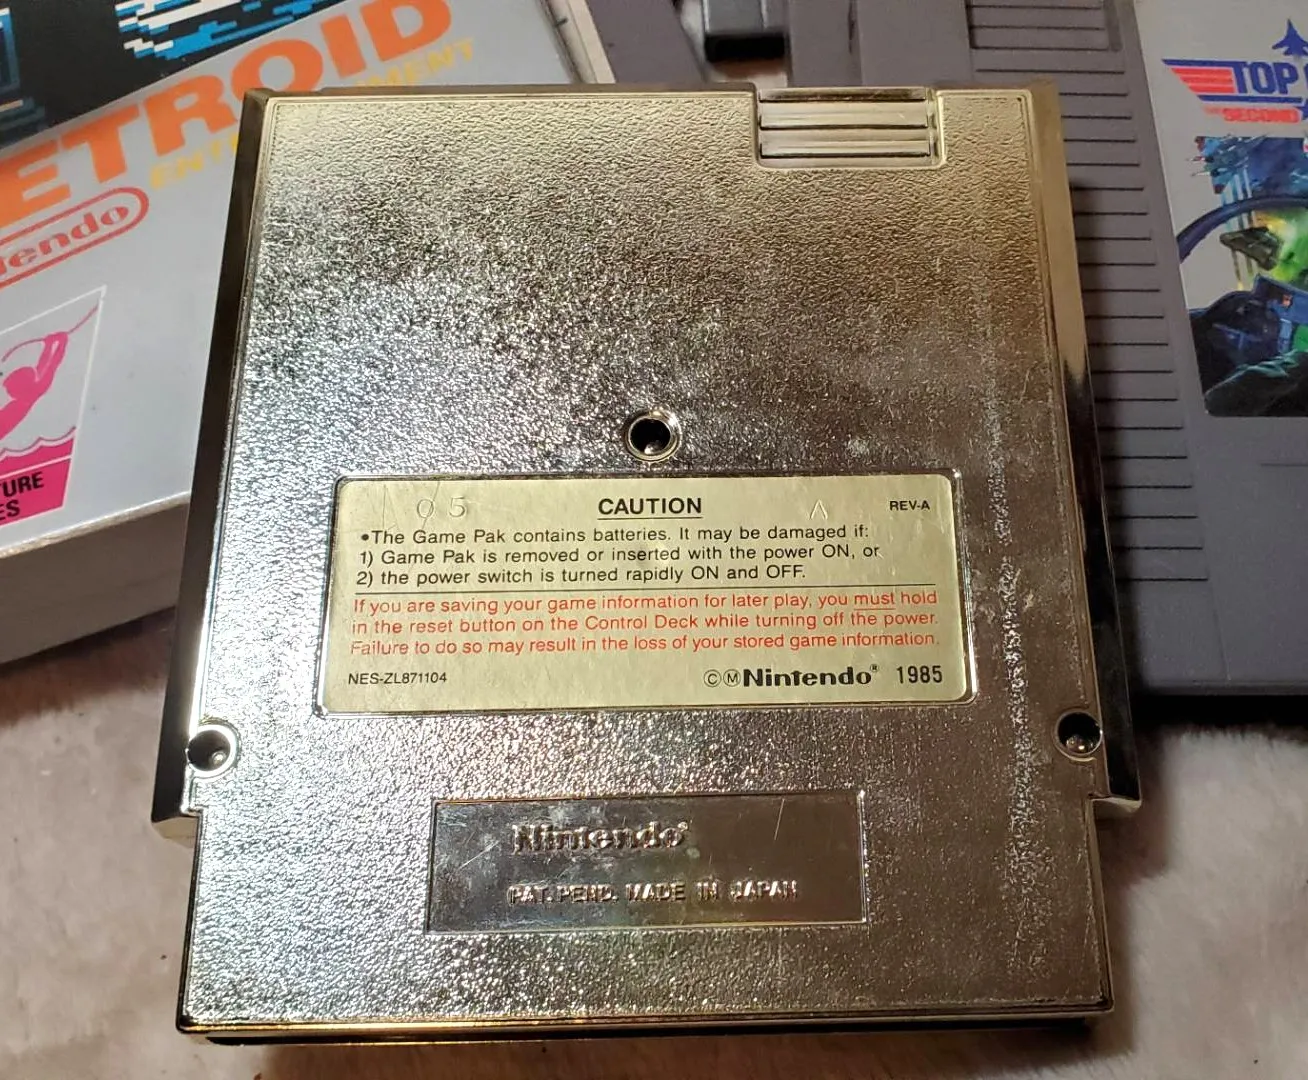 ETROID
ENTERTAINMENT
endo
TURE
ES
TOP
SECOND
05 A
CAUTION
REV-A
•The Game Pak contains batteries. It may be damaged if:
1) Game Pak is removed or inserted with the power ON, or
2) the power switch is turned rapidly ON and OFF.
If you are saving your game information for later play, you must hold
in the reset button on the Control Deck while turning off the power.
Failure to do so may result in the loss of your stored game information.
NES-ZL871104
©ⓂNintendo® 1985
Nintendo®
PAT. PEND. MADE IN JAPAN